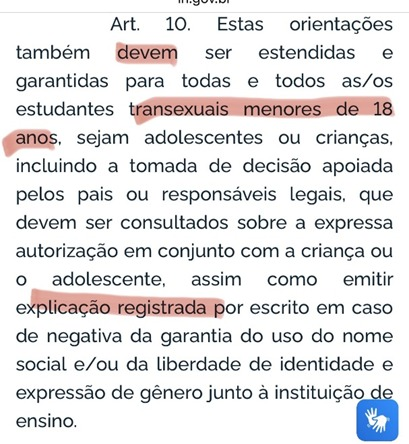 in.gov.br
Art. 10. Estas orientações
também devem ser estendidas e
garantidas para todas e todos as/os
estudantes transexuais menores de 18
anos, sejam adolescentes ou crianças,
incluindo a tomada de decisão apoiada
pelos pais ou responsáveis legais, que
devem ser consultados sobre a expressa
autorização em conjunto com a criança ou
o adolescente, assim como emitir
explicação registrada por escrito em caso
de negativa da garantia do uso do nome
social e/ou da liberdade de identidade e
expressão de gênero junto à instituição de
ensino.